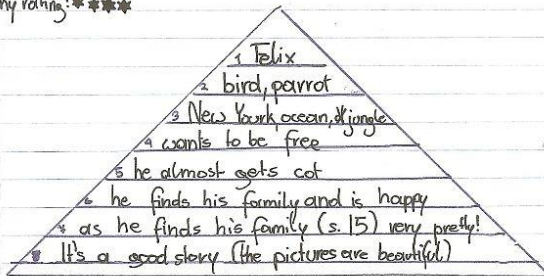 my rating: ****
1 Felix
2 bird, parrot
3 New Yourk, ocean, jungle
4 wants to be free
5 he almost gets cot
6 he finds his family and is happy
7 as he finds his family (s. 15) very pretty!
8 It's a good story (the pictures are beautiful)